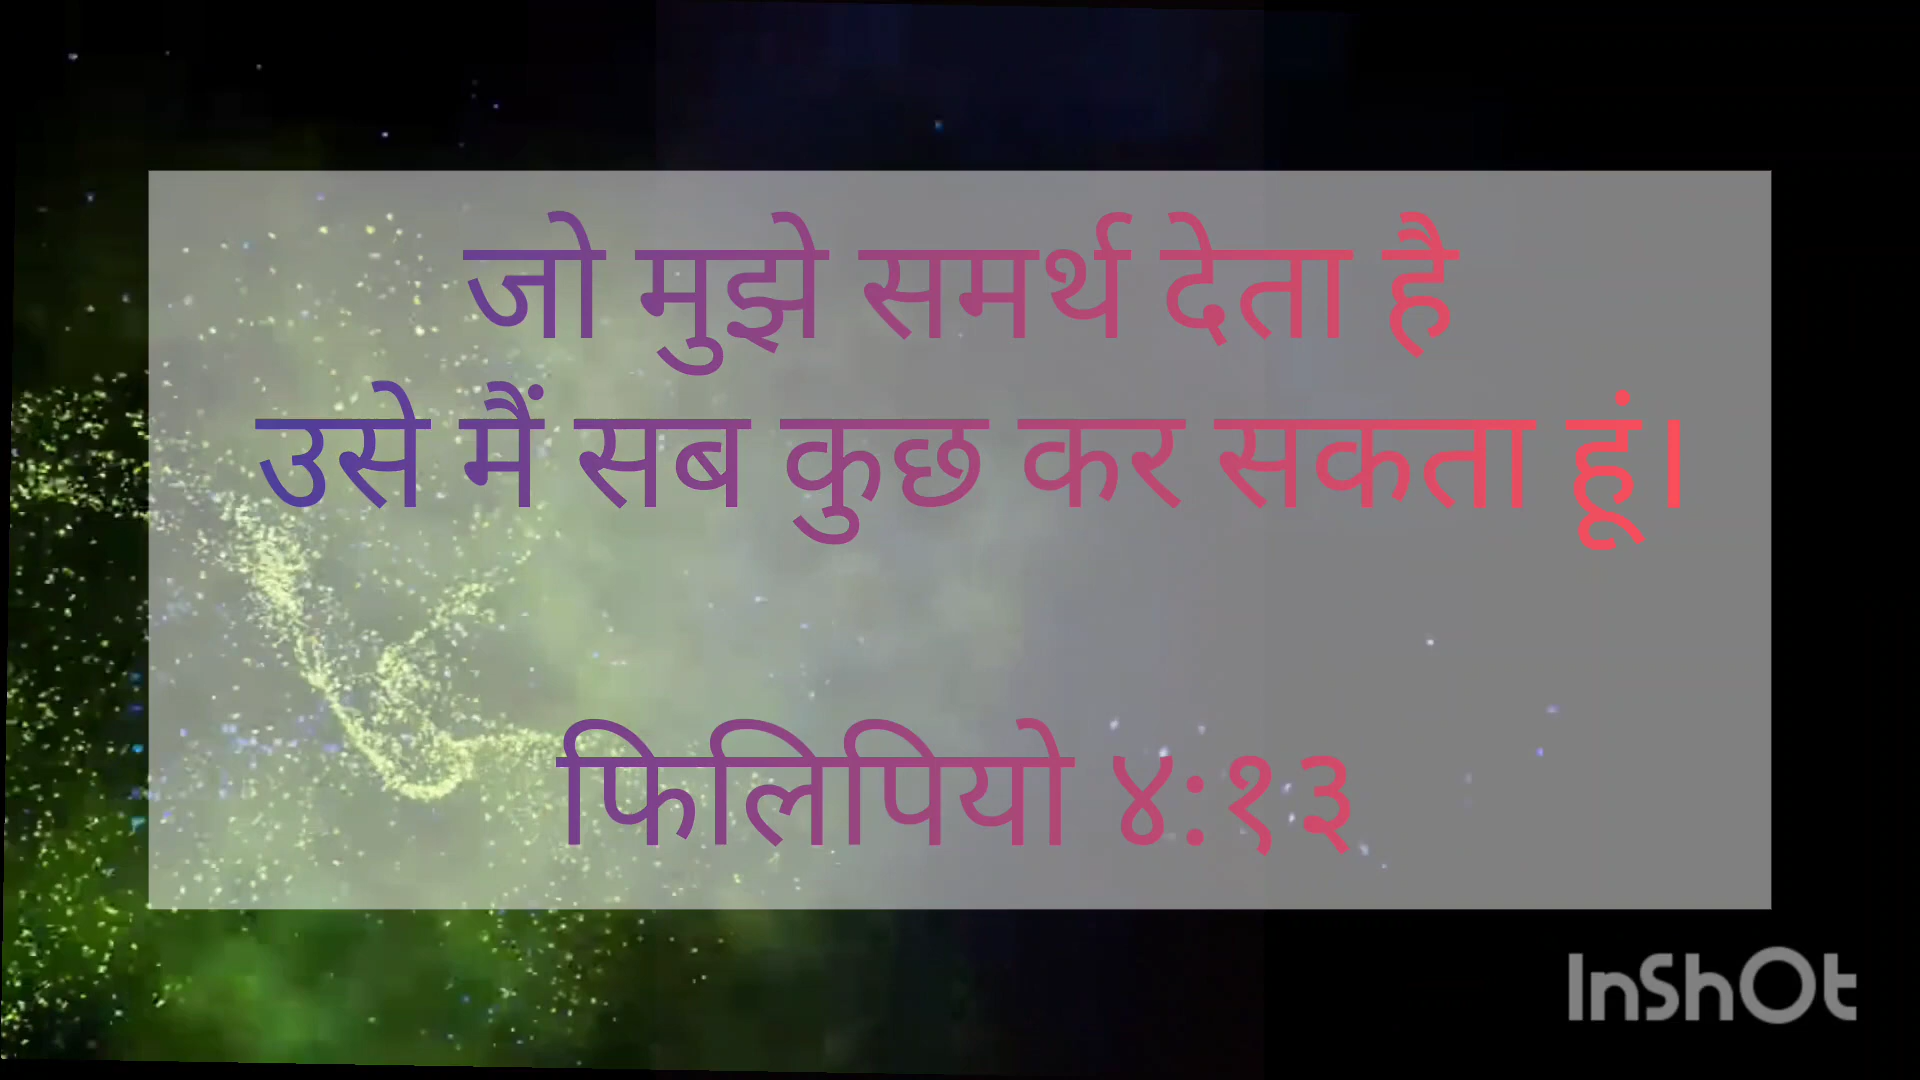 जो मुझे समर्थ देता है
उसे मैं सब कुछ कर सकता हूं।
फिलिपियो ४:१३
InShOt